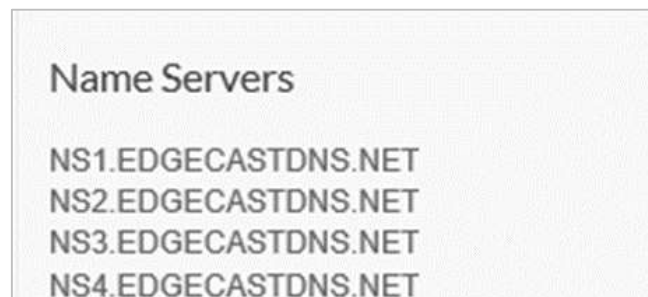 Name Servers
NS1.EDGECASTDNS.NET
NS2.EDGECASTDNS.NET
NS3.EDGECASTDNS.NET
NS4.EDGECASTDNS.NET